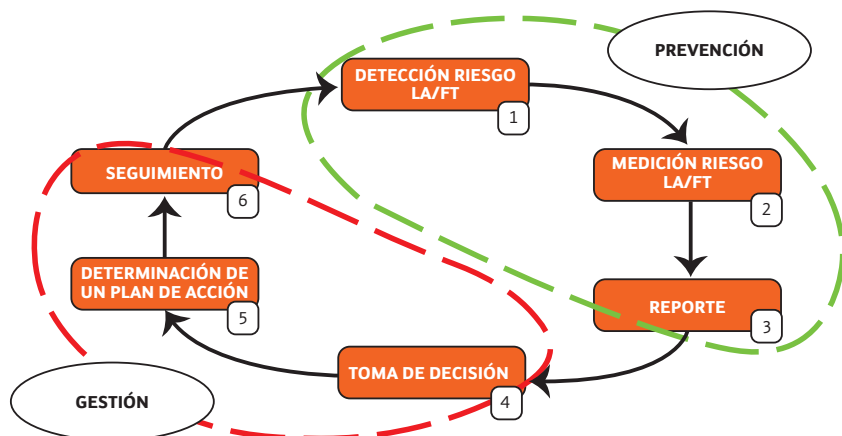 PREVENCIÓN
DETECCIÓN RIESGO
LA/FT
1
MEDICIÓN RIESGO
LA/FT
2
REPORTE
3
TOMA DE DECISIÓN
4
DETERMINACIÓN DE
UN PLAN DE ACCIÓN
5
SEGUIMIENTO
6
GESTIÓN